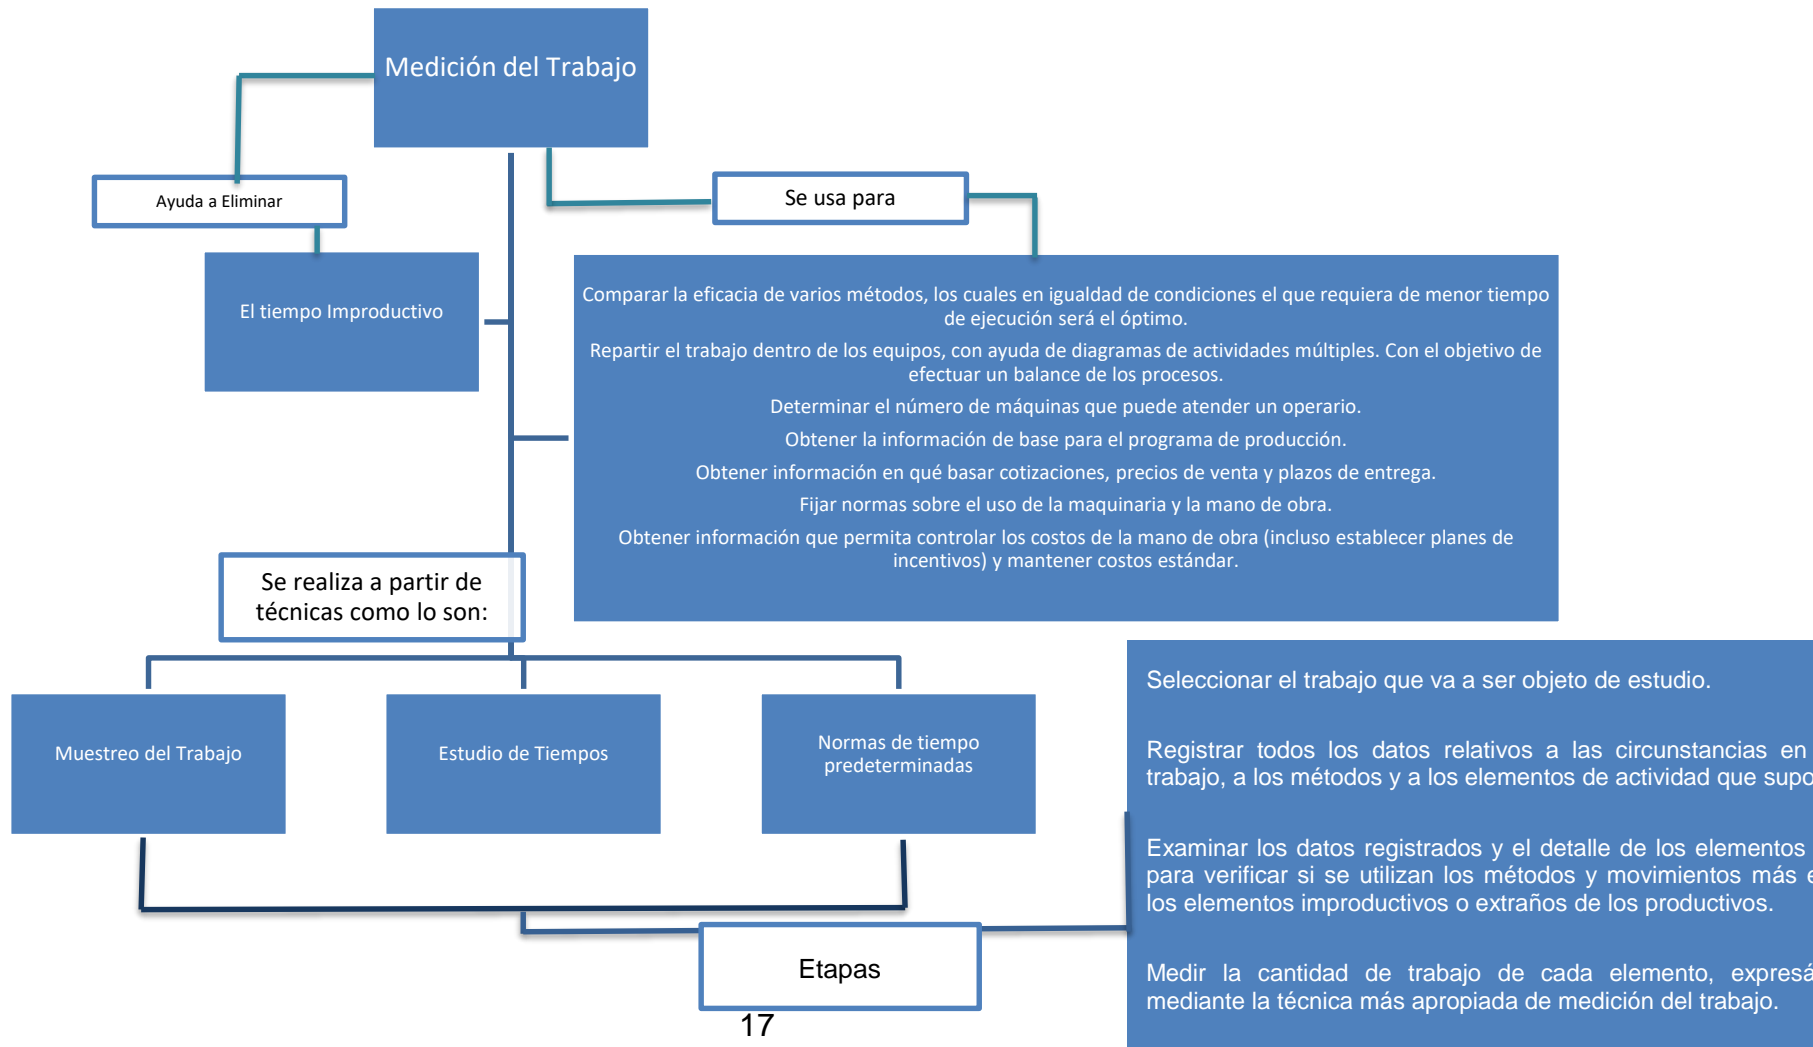 Medición del Trabajo
Ayuda a Eliminar
Se usa para
El tiempo Improductivo
Comparar la eficacia de varios métodos, los cuales en igualdad de condiciones el que requiera de menor tiempo
de ejecución será el óptimo.
Repartir el trabajo dentro de los equipos, con ayuda de diagramas de actividades múltiples. Con el objetivo de
efectuar un balance de los procesos.
Determinar el número de máquinas que puede atender un operario.
Obtener la información de base para el programa de producción.
Obtener información en qué basar cotizaciones, precios de venta y plazos de entrega.
Fijar normas sobre el uso de la maquinaria y la mano de obra.
Obtener información que permita controlar los costos de la mano de obra (incluso establecer planes de
incentivos) y mantener costos estándar.
Se realiza a partir de
técnicas como lo son:
Muestreo del Trabajo
Estudio de Tiempos
Normas de tiempo
predeterminadas
Seleccionar el trabajo que va a ser objeto de estudio.
Registrar todos los datos relativos a las circunstancias en
trabajo, a los métodos y a los elementos de actividad que supo
Examinar los datos registrados y el detalle de los elementos
para verificar si se utilizan los métodos y movimientos más e
los elementos improductivos o extraños de los productivos.
Medir la cantidad de trabajo de cada elemento, expresá
mediante la técnica más apropiada de medición del trabajo.
Etapas
17